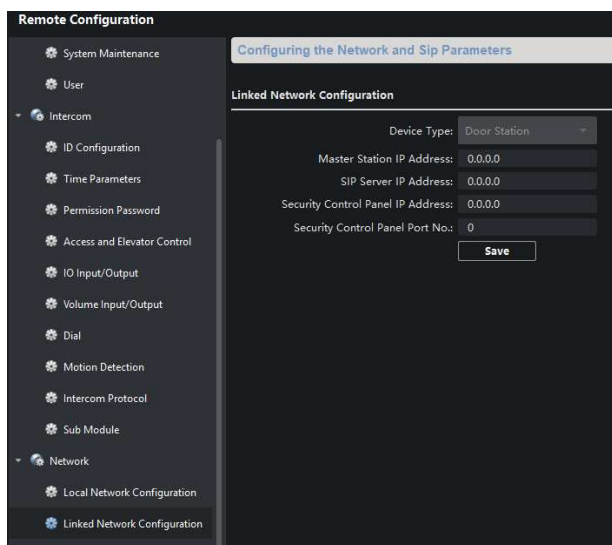 Remote Configuration
System Maintenance
User
Intercom
ID Configuration
Time Parameters
Permission Password
Access and Elevator Control
IO Input/Output
Volume Input/Output
Dial
Motion Detection
Intercom Protocol
Sub Module
Network
Local Network Configuration
Linked Network Configuration
Configuring the Network and Sip Parameters
Linked Network Configuration
Device Type: Door Station
Master Station IP Address: 0.0.0.0
SIP Server IP Address: 0.0.0.0
Security Control Panel IP Address: 0.0.0.0
Security Control Panel Port No.: 0
Save